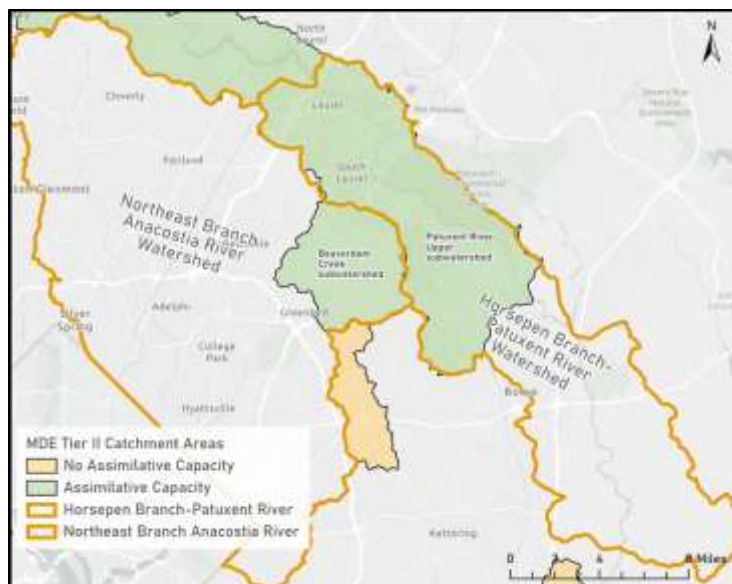 North
Laurel
N
Cloverly
Laurel
Fairland
South
Laurel
Northeast Branch
Anacostia River
Watershed
Beaverdam
Creek
subwatershed
Patuxent River
Upper
subwatershed
Horsepen Branch-
Patuxent River
Watershed
Adelphi
Greenbelt
Silver
Spring
College
Park
Hyattsville
Bowie
Kettering
MDE Tier II Catchment Areas
No Assimilative Capacity
Assimilative Capacity
Horsepen Branch-Patuxent River
Northeast Branch Anacostia River
0
4
8 Miles